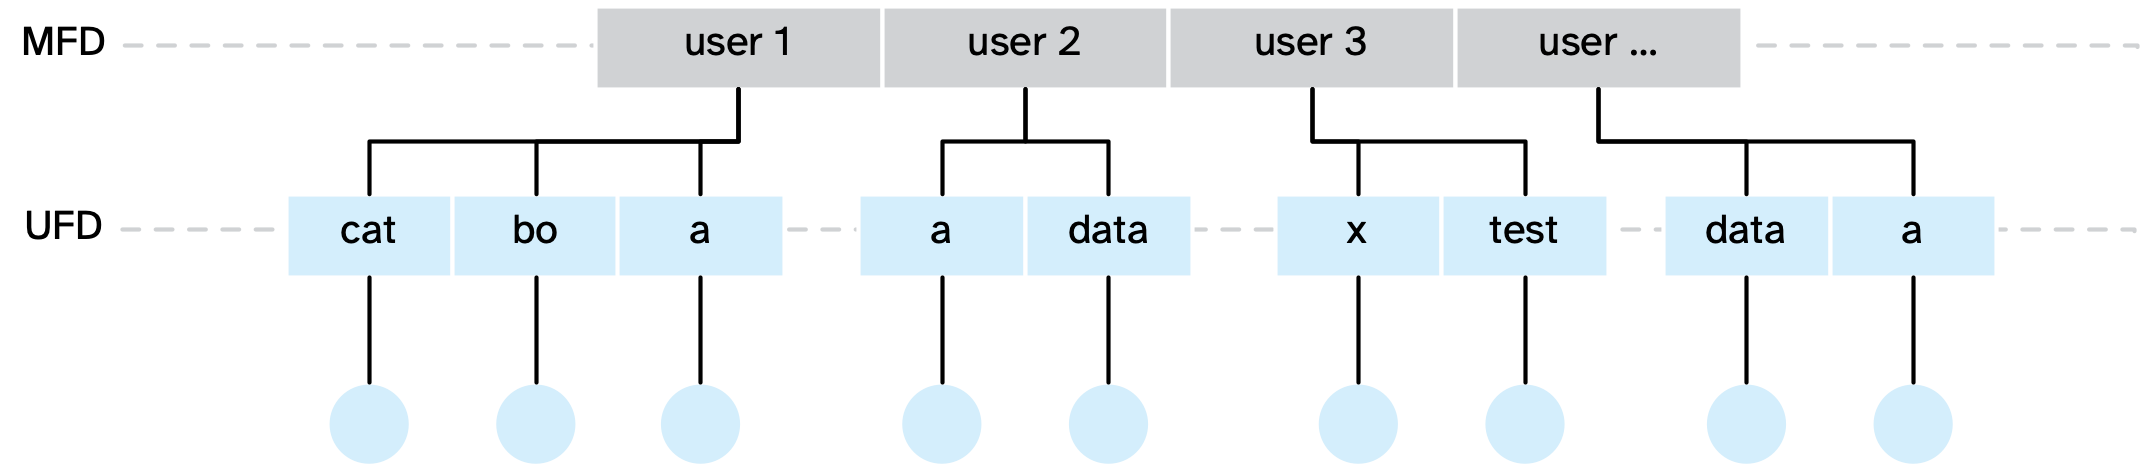 MFD user 1 user 2 user 3 user ...
UFD cat bo a a data x test data a